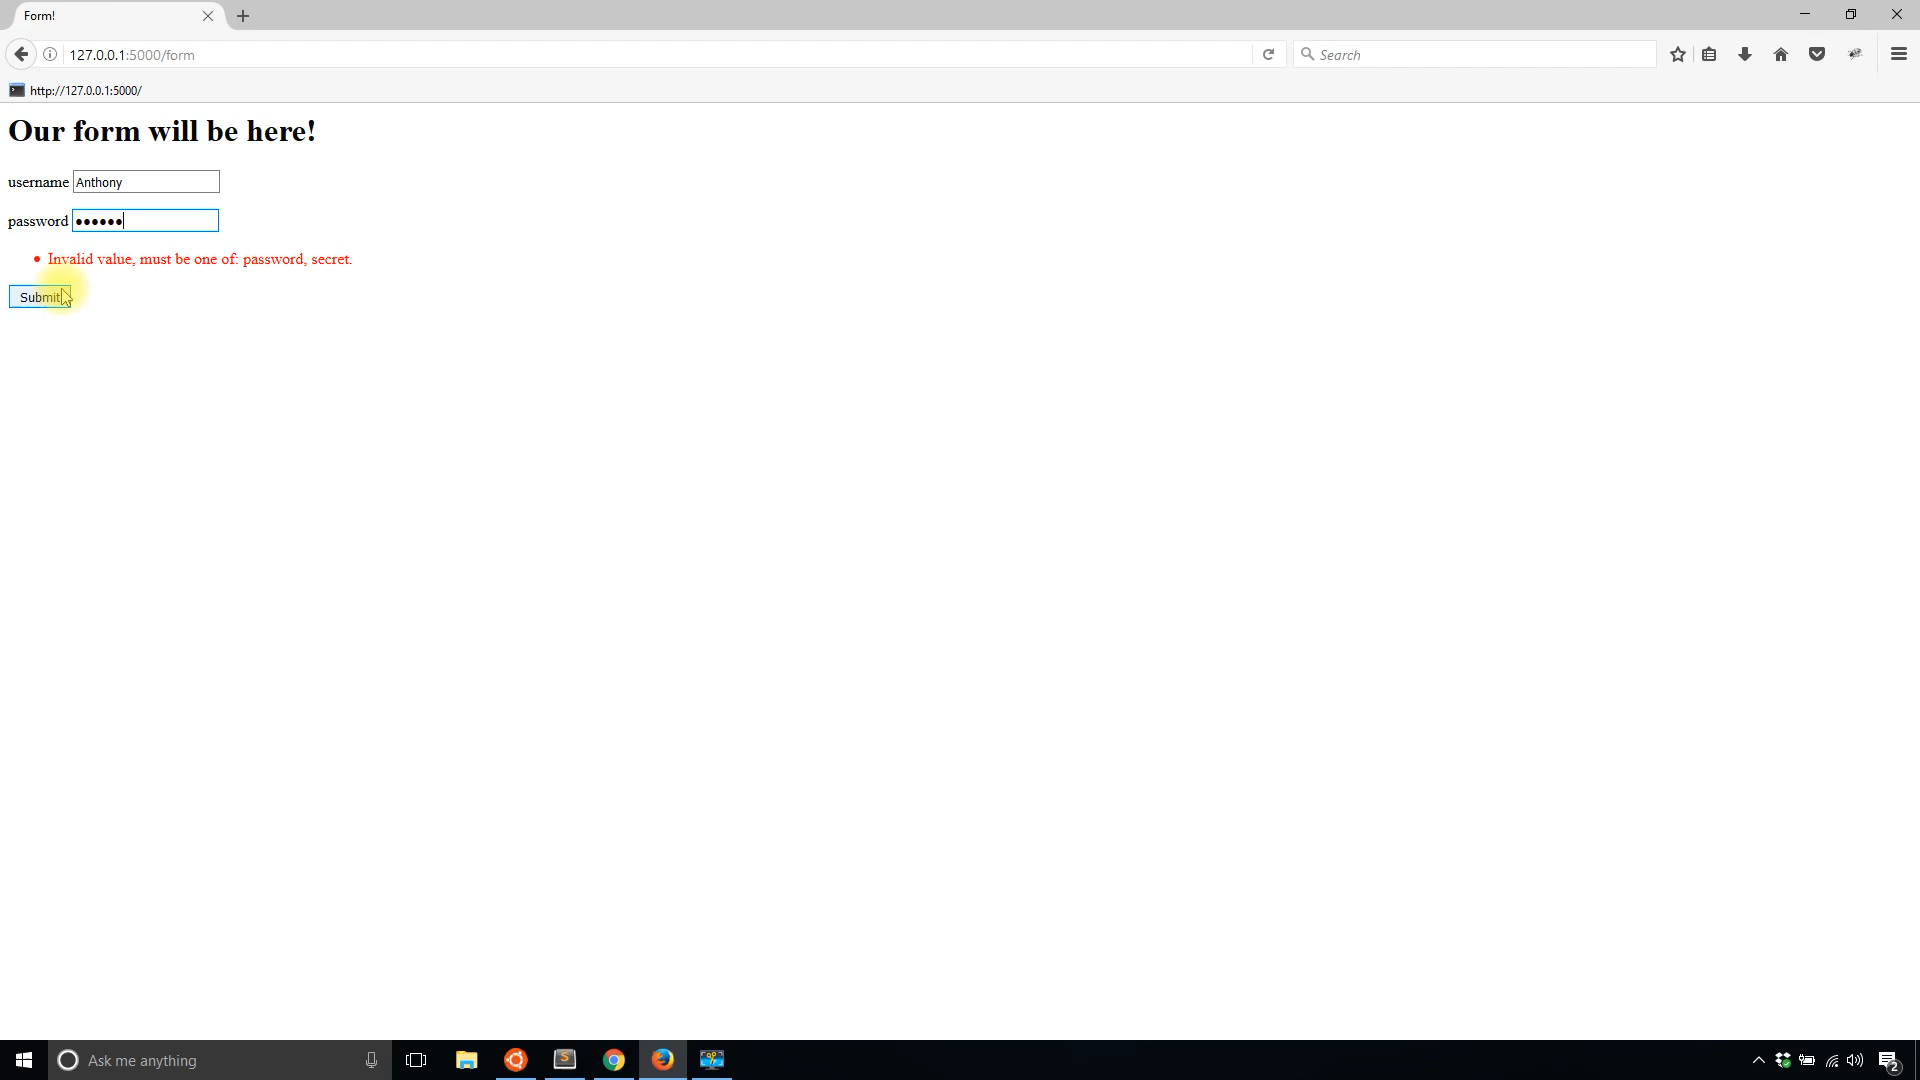 Form!
127.0.0.1:5000/form
Search
http://127.0.0.1:5000/
Our form will be here!
username Anthony
password ••••••
• Invalid value, must be one of: password, secret.
Submit
Ask me anything
S
2